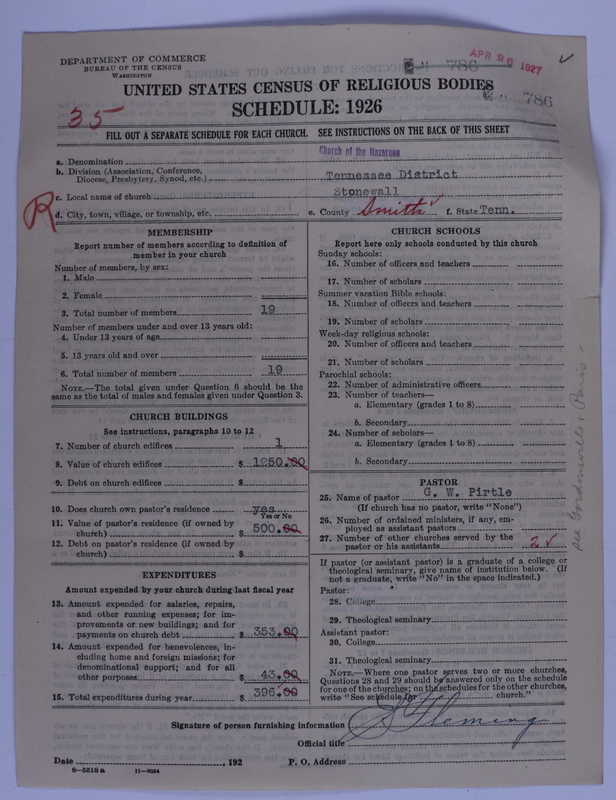 DEPARTMENT OF COMMERCE
BUREAU OF THE CENSUS
WASHINGTON
786
APR 26 1927
UNITED STATES CENSUS OF RELIGIOUS BODIES
786
SCHEDULE: 1926
35
FILL OUT A SEPARATE SCHEDULE FOR EACH CHURCH. SEE INSTRUCTIONS ON THE BACK OF THIS SHEET
a. Denomination Church of the Nazarene
b. Division (Association, Conference, Diocese, Presbytery, Synod, etc.) Tennessee District
c. Local name of church Stonewall
R
d. City, town, village, or township, etc. e. County Smith f. State Tenn.
MEMBERSHIP
Report number of members according to definition of
member in your church
Number of members, by sex:
1. Male
2. Female
3. Total number of members 19
Number of members under and over 13 years old:
4. Under 13 years of age
5. 13 years old and over
6. Total number of members 19
NOTE.—The total given under Question 6 should be the
same as the total of males and females given under Question 3.
CHURCH BUILDINGS
See instructions, paragraphs 10 to 12
7. Number of church edifices 1
8. Value of church edifices $ 1250.00
9. Debt on church edifices $
10. Does church own pastor's residence yes
Yes or No
11. Value of pastor's residence (if owned by
church) $ 500.00
12. Debt on pastor's residence (if owned by
church) $
EXPENDITURES
Amount expended by your church during last fiscal year
13. Amount expended for salaries, repairs,
and other running expenses; for im-
provements or new buildings; and for
payments on church debt $ 353.00
14. Amount expended for benevolences, in-
cluding home and foreign missions; for
denominational support; and for all
other purposes $ 43.00
15. Total expenditures during year $ 396.00
CHURCH SCHOOLS
Report here only schools conducted by this church
Sunday schools:
16. Number of officers and teachers
17. Number of scholars
Summer vacation Bible schools:
18. Number of officers and teachers
19. Number of scholars
Week-day religious schools:
20. Number of officers and teachers
21. Number of scholars
Parochial schools:
22. Number of administrative officers
23. Number of teachers—
a. Elementary (grades 1 to 8)
b. Secondary
24. Number of scholars—
a. Elementary (grades 1 to 8)
b. Secondary
PASTOR
25. Name of pastor G. W. Pirtle
(If church has no pastor, write "None")
26. Number of ordained ministers, if any, em-
ployed as assistant pastors
27. Number of other churches served by the
pastor or his assistants 2
If pastor (or assistant pastor) is a graduate of a college or
theological seminary, give name of institution below. (If
not a graduate, write "No" in the space indicated.)
Pastor:
28. College
29. Theological seminary
Assistant pastor:
30. College
31. Theological seminary
NOTE.—Where one pastor serves two or more churches,
Questions 28 and 29 should be answered only on the schedule
for one of the churches; on the schedules for the other churches,
write "See schedule for church."
see Gordonsville, Paris
Signature of person furnishing information S Fleming
Official title
Date , 192 P. O. Address
8-5518 a 11-9054